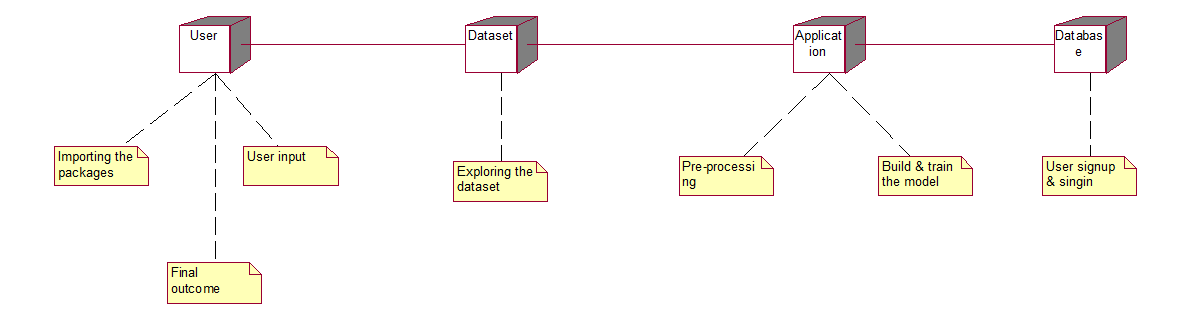 User
Dataset
Applicat
ion
Databas
e
Importing the
packages
User input
Exploring the
dataset
Pre-processi
ng
Build & train
the model
User signup
& singin
Final
outcome